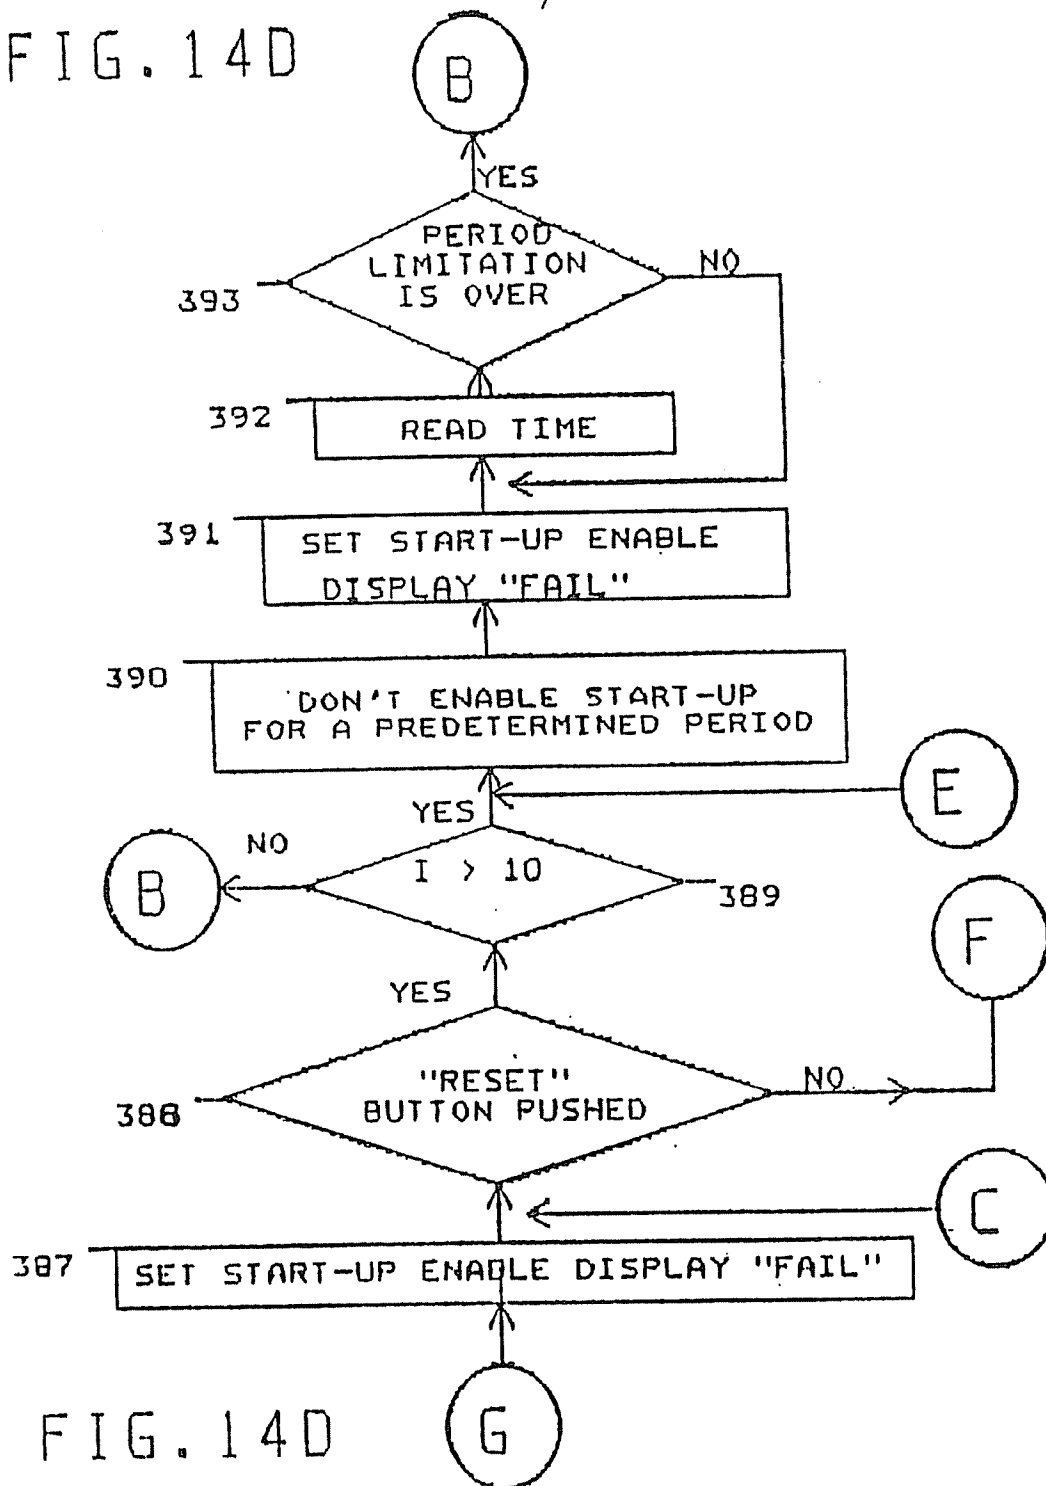 FIG. 14D
B
YES
PERIOD
LIMITATION
IS OVER
NO
393
392
READ TIME
391
SET START-UP ENABLE
DISPLAY "FAIL"
390
DON'T ENABLE START-UP
FOR A PREDETERMINED PERIOD
E
YES
NO
B
I > 10
389
F
YES
"RESET"
BUTTON PUSHED
NO
388
C
387
SET START-UP ENABLE DISPLAY "FAIL"
G
FIG. 14D